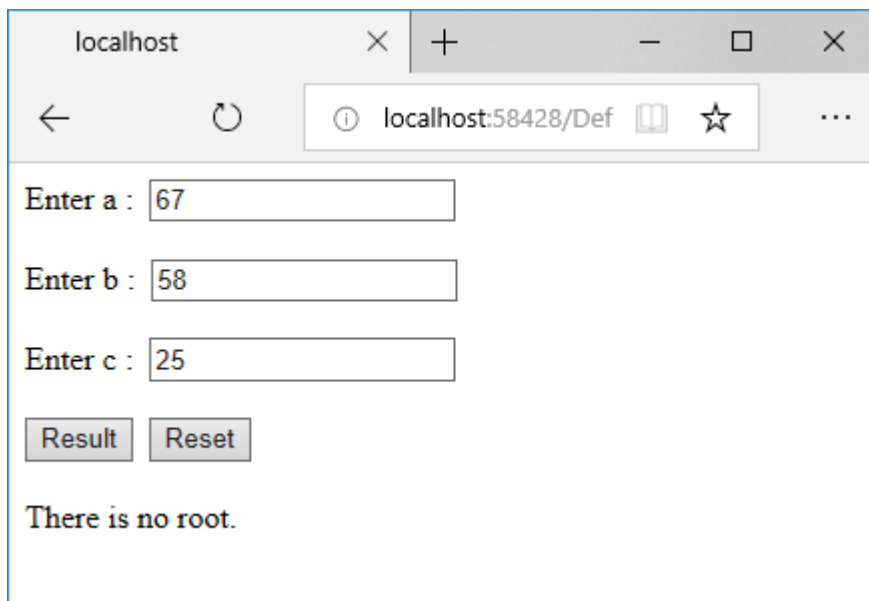 localhost
localhost:58428/Def
Enter a : 67
Enter b : 58
Enter c : 25
Result Reset
There is no root.